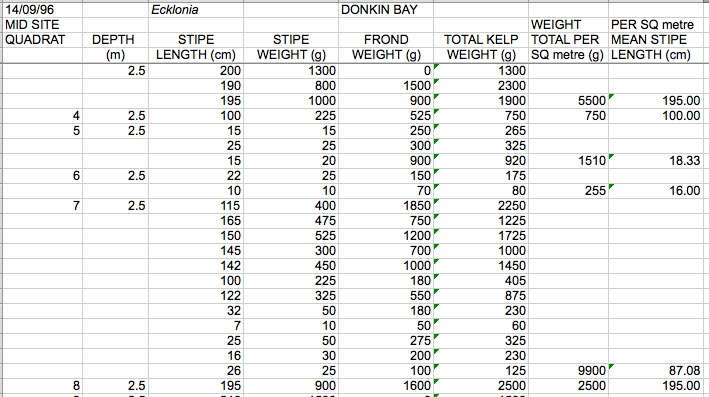 14/09/96 Ecklonia DONKIN BAY
MID SITE WEIGHT PER SQ metre
QUADRAT DEPTH STIPE STIPE FROND TOTAL KELP TOTAL PER MEAN STIPE
(m) LENGTH (cm) WEIGHT (g) WEIGHT (g) WEIGHT (g) SQ metre (g) LENGTH (cm)
2.5 200 1300 0 1300
190 800 1500 2300
195 1000 900 1900 5500 195.00
4 2.5 100 225 525 750 750 100.00
5 2.5 15 15 250 265
25 25 300 325
15 20 900 920 1510 18.33
6 2.5 22 25 150 175
10 10 70 80 255 16.00
7 2.5 115 400 1850 2250
165 475 750 1225
150 525 1200 1725
145 300 700 1000
142 450 1000 1450
100 225 180 405
122 325 550 875
32 50 180 230
7 10 50 60
25 50 275 325
16 30 200 230
26 25 100 125 9900 87.08
8 2.5 195 900 1600 2500 2500 195.00